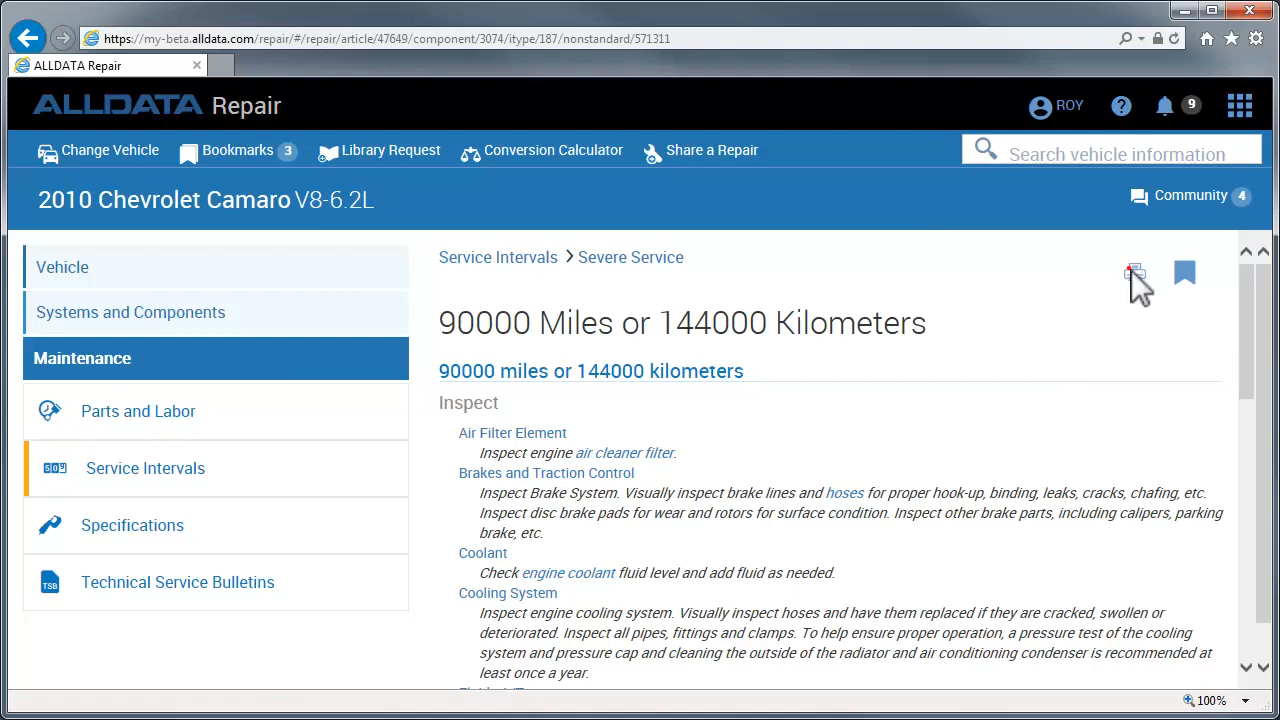 https://my-beta.alldata.com/repair/#/repair/article/47649/component/3074/itype/187/nonstandard/571311
ALLDATA Repair
ALLDATA Repair
ROY
9
Change Vehicle
Bookmarks 3
Library Request
Conversion Calculator
Share a Repair
Search vehicle information
2010 Chevrolet Camaro V8-6.2L
Community 4
Vehicle
Systems and Components
Maintenance
Parts and Labor
Service Intervals
Specifications
TSB
Technical Service Bulletins
Service Intervals > Severe Service
90000 Miles or 144000 Kilometers
90000 miles or 144000 kilometers
Inspect
Air Filter Element
Inspect engine air cleaner filter.
Brakes and Traction Control
Inspect Brake System. Visually inspect brake lines and hoses for proper hook-up, binding, leaks, cracks, chafing, etc.
Inspect disc brake pads for wear and rotors for surface condition. Inspect other brake parts, including calipers, parking
brake, etc.
Coolant
Check engine coolant fluid level and add fluid as needed.
Cooling System
Inspect engine cooling system. Visually inspect hoses and have them replaced if they are cracked, swollen or
deteriorated. Inspect all pipes, fittings and clamps. To help ensure proper operation, a pressure test of the cooling
system and pressure cap and cleaning the outside of the radiator and air conditioning condenser is recommended at
least once a year.
100%